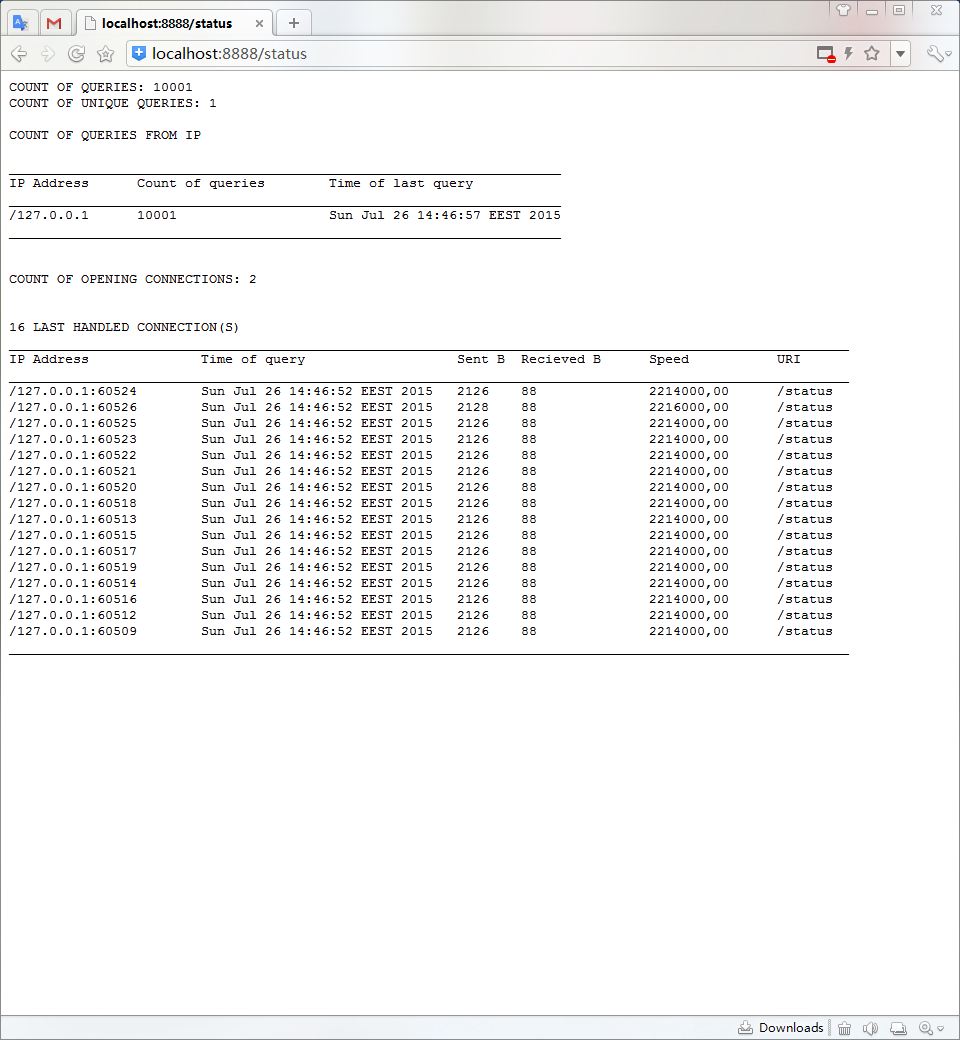 localhost:8888/status
localhost:8888/status
COUNT OF QUERIES: 10001
COUNT OF UNIQUE QUERIES: 1
COUNT OF QUERIES FROM IP
IP Address Count of queries Time of last query
/127.0.0.1 10001 Sun Jul 26 14:46:57 EEST 2015
COUNT OF OPENING CONNECTIONS: 2
16 LAST HANDLED CONNECTION(S)
IP Address Time of query Sent B Recieved B Speed URI
/127.0.0.1:60524 Sun Jul 26 14:46:52 EEST 2015 2126 88 2214000,00 /status
/127.0.0.1:60526 Sun Jul 26 14:46:52 EEST 2015 2128 88 2216000,00 /status
/127.0.0.1:60525 Sun Jul 26 14:46:52 EEST 2015 2126 88 2214000,00 /status
/127.0.0.1:60523 Sun Jul 26 14:46:52 EEST 2015 2126 88 2214000,00 /status
/127.0.0.1:60522 Sun Jul 26 14:46:52 EEST 2015 2126 88 2214000,00 /status
/127.0.0.1:60521 Sun Jul 26 14:46:52 EEST 2015 2126 88 2214000,00 /status
/127.0.0.1:60520 Sun Jul 26 14:46:52 EEST 2015 2126 88 2214000,00 /status
/127.0.0.1:60518 Sun Jul 26 14:46:52 EEST 2015 2126 88 2214000,00 /status
/127.0.0.1:60513 Sun Jul 26 14:46:52 EEST 2015 2126 88 2214000,00 /status
/127.0.0.1:60515 Sun Jul 26 14:46:52 EEST 2015 2126 88 2214000,00 /status
/127.0.0.1:60517 Sun Jul 26 14:46:52 EEST 2015 2126 88 2214000,00 /status
/127.0.0.1:60519 Sun Jul 26 14:46:52 EEST 2015 2126 88 2214000,00 /status
/127.0.0.1:60514 Sun Jul 26 14:46:52 EEST 2015 2126 88 2214000,00 /status
/127.0.0.1:60516 Sun Jul 26 14:46:52 EEST 2015 2126 88 2214000,00 /status
/127.0.0.1:60512 Sun Jul 26 14:46:52 EEST 2015 2126 88 2214000,00 /status
/127.0.0.1:60509 Sun Jul 26 14:46:52 EEST 2015 2126 88 2214000,00 /status
Downloads